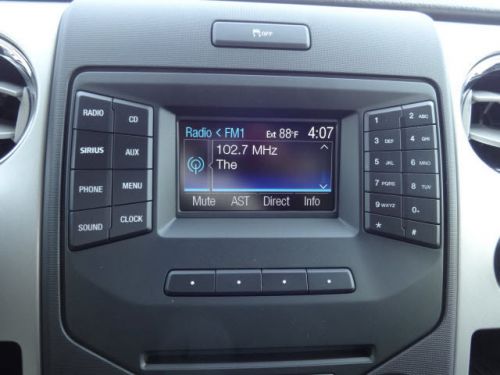 OFF
RADIO
CD
SIRIUS
AUX
PHONE
MENU
SOUND
CLOCK
Radio < FM1
Ext 88°F
4:07
102.7 MHz
The
Mute
AST
Direct
Info
1
2 ABC
3 DEF
4 GHI
5 JKL
6 MNO
7 PQRS
8 TUV
9 WXYZ
0-
*
#